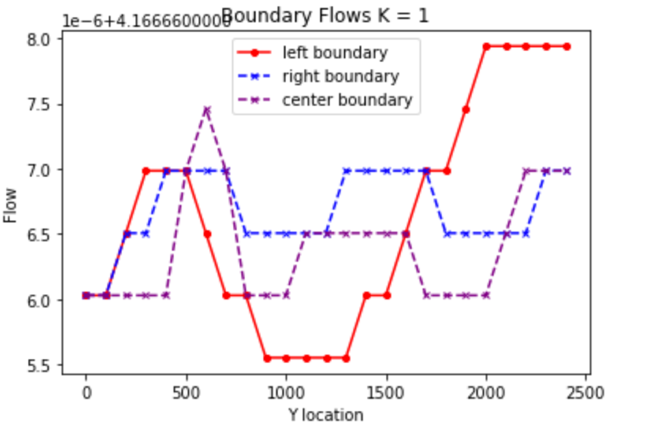 1e-6+4.1666600000
Boundary Flows K = 1
left boundary
right boundary
center boundary
8.0
7.5
7.0
6.5
6.0
5.5
Flow
0 500 1000 1500 2000 2500
Y location